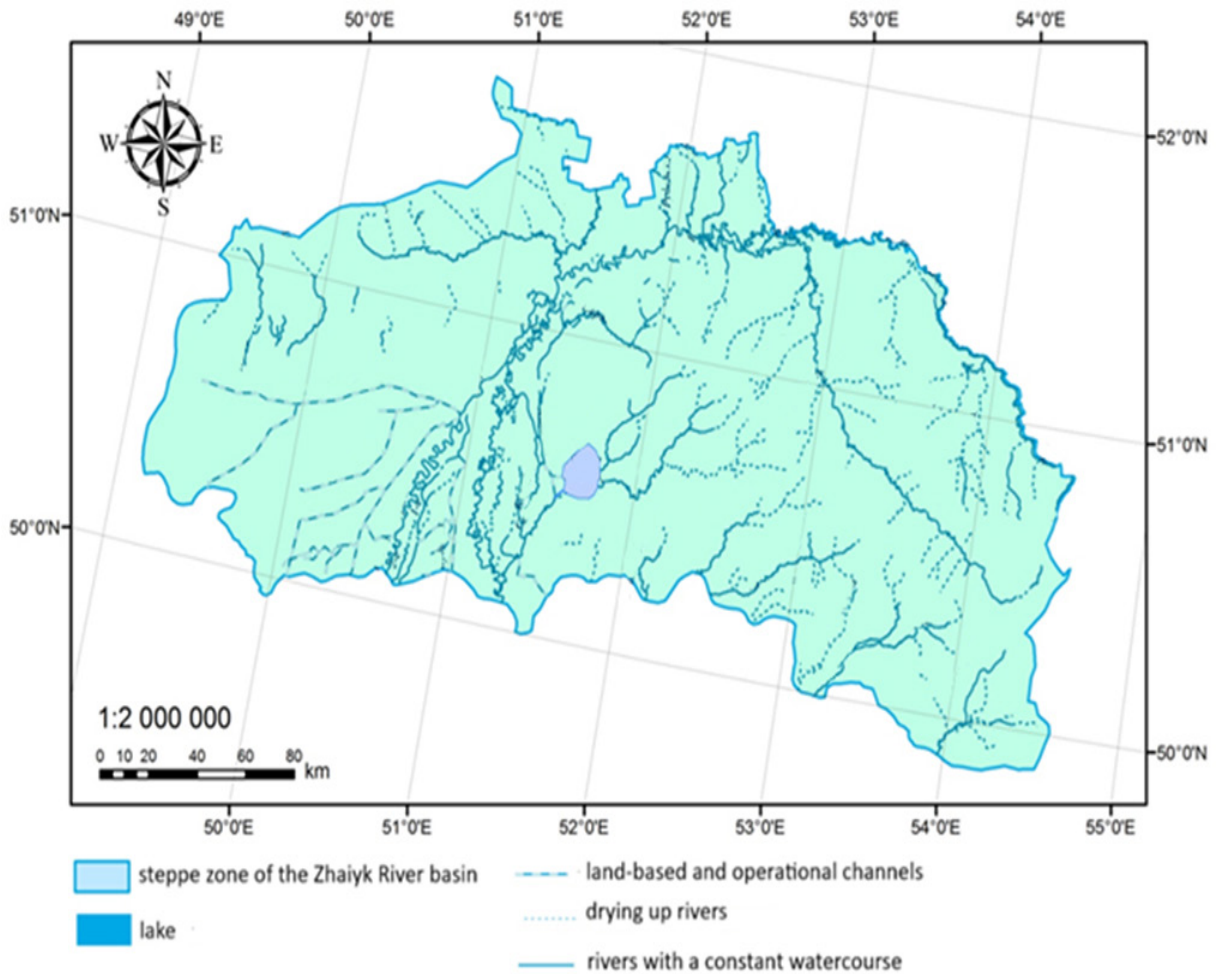 49°0'E 50°0'E 51°0'E 52°0'E 53°0'E 54°0'E
N
W E
S
52°0'N
51°0'N
51°0'N
50°0'N
50°0'N
1:2 000 000
0 10 20 40 60 80
km
50°0'E 51°0'E 52°0'E 53°0'E 54°0'E 55°0'E
steppe zone of the Zhaiyk River basin
lake
land-based and operational channels
drying up rivers
rivers with a constant watercourse